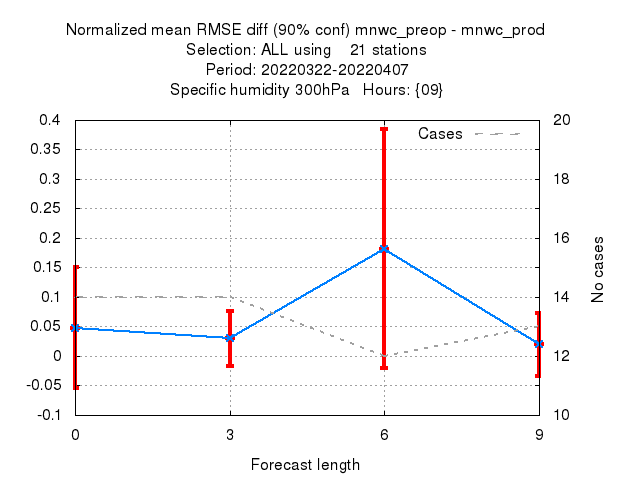 Normalized mean RMSE diff (90% conf) mnwc_preop - mnwc_prod
Selection: ALL using 21 stations
Period: 20220322-20220407
Specific humidity 300hPa Hours: {09}
0.4
0.35
0.3
0.25
0.2
0.15
0.1
0.05
0
-0.05
-0.1
Cases
20
18
16
14
12
10
No cases
0 3 6 9
Forecast length